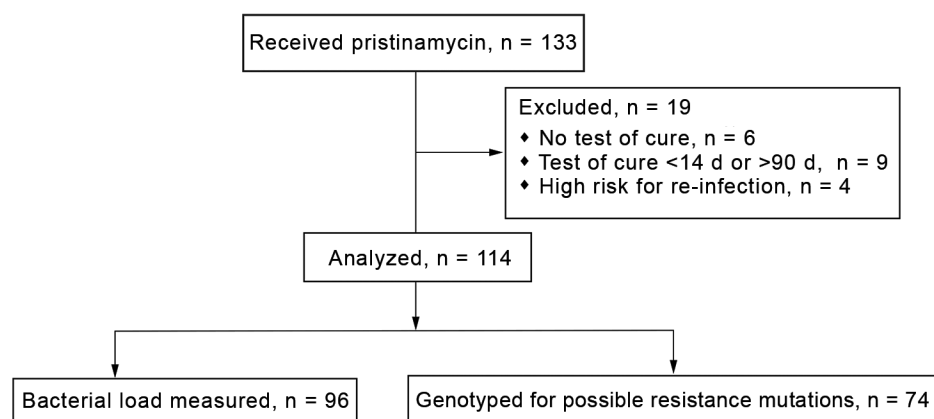 Received pristinamycin, n = 133
Excluded, n = 19
♦ No test of cure, n = 6
♦ Test of cure <14 d or >90 d, n = 9
♦ High risk for re-infection, n = 4
Analyzed, n = 114
Bacterial load measured, n = 96
Genotyped for possible resistance mutations, n = 74